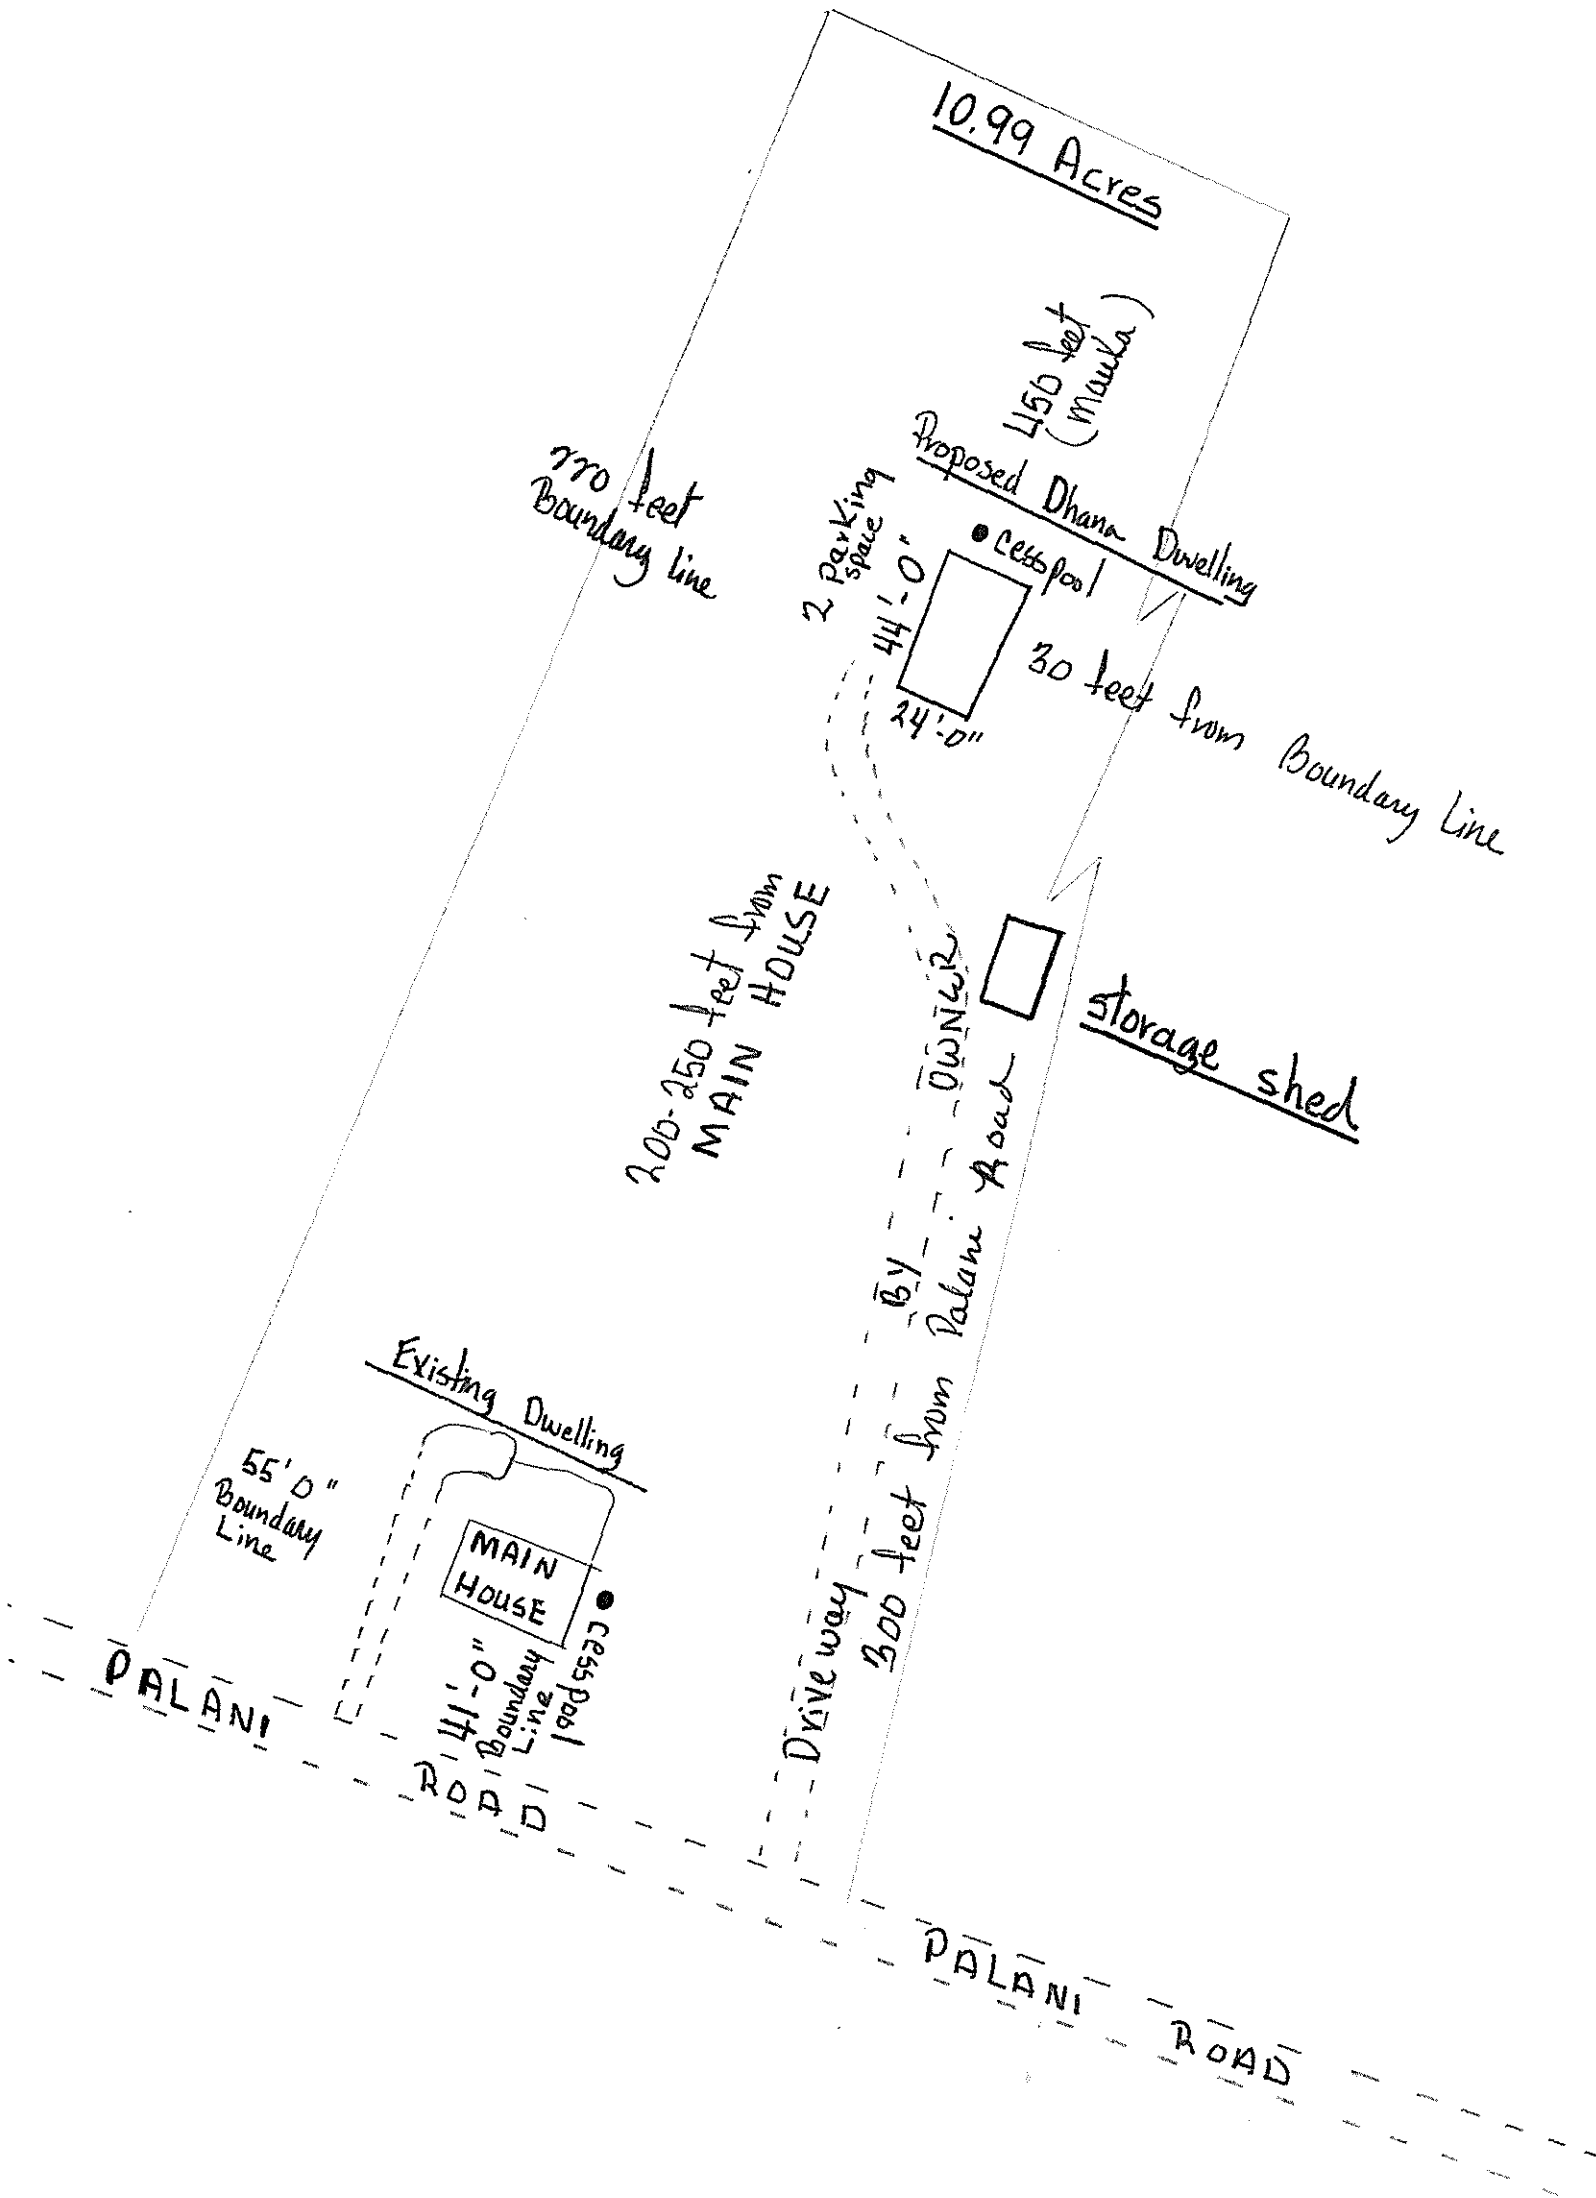 10.99 Acres
450 feet
(mauka)
Proposed Dhana Dwelling
220 feet
Boundary line
2 Parking
space
44'-0"
cesspool
24'-0"
30 feet from Boundary Line
200-250 feet from
MAIN HOUSE
storage shed
Driveway BY OWNER
300 feet from Palani Road
Existing Dwelling
55'0"
Boundary
Line
MAIN
HOUSE
cesspool
41'-0"
Boundary
Line
PALANI ROAD
PALANI ROAD